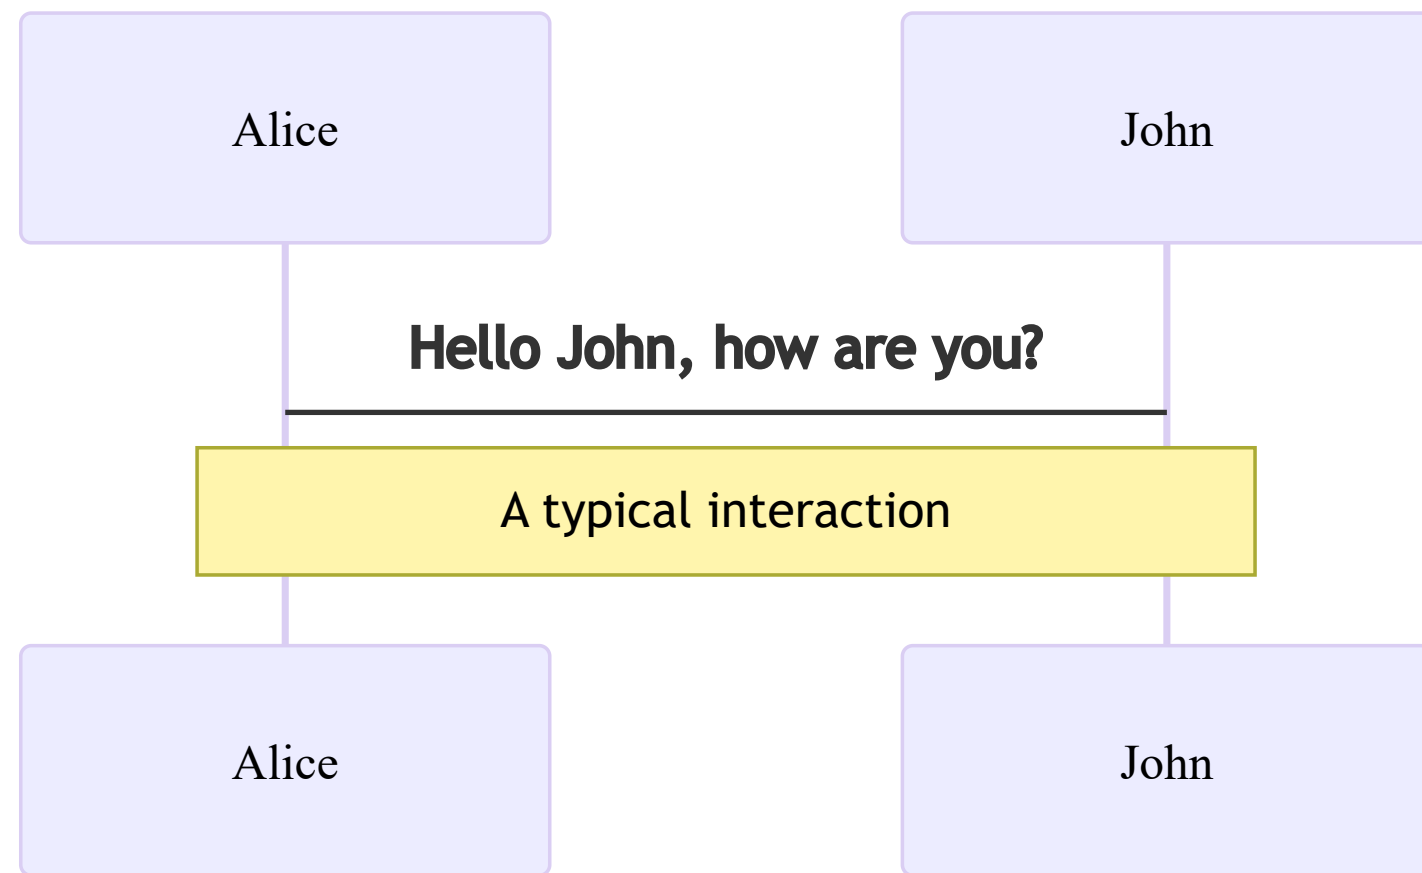 Alice
John
Hello John, how are you?
A typical interaction
Alice
John